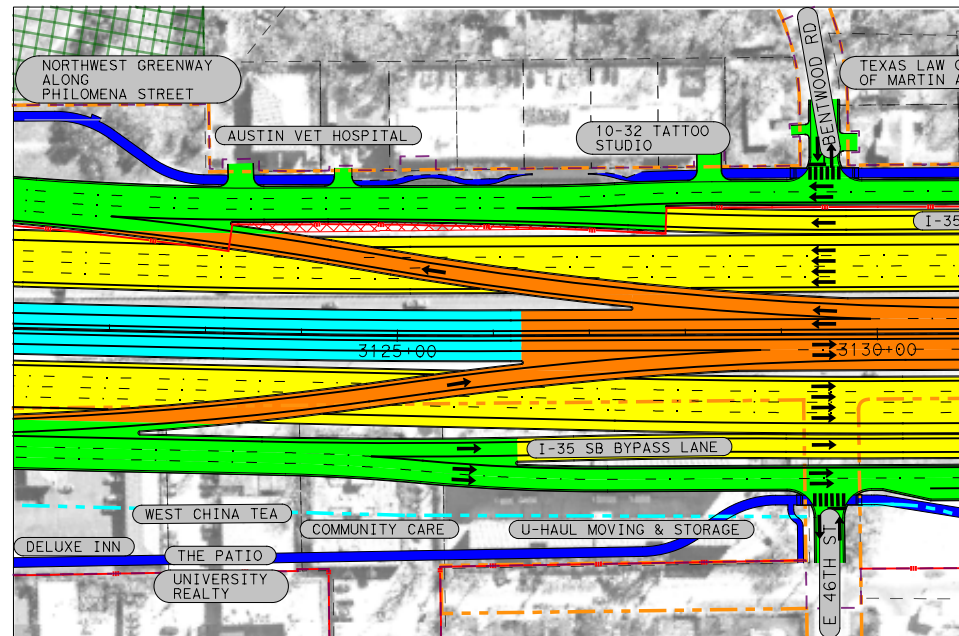 NORTHWEST GREENWAY
ALONG
PHILOMENA STREET
AUSTIN VET HOSPITAL
10-32 TATTOO
STUDIO
BENTWOOD RD
TEXAS LAW
OF MARTIN A
I-35
3125+00
3130+00
I-35 SB BYPASS LANE
WEST CHINA TEA
COMMUNITY CARE
U-HAUL MOVING & STORAGE
DELUXE INN
THE PATIO
UNIVERSITY
REALTY
E 46TH ST